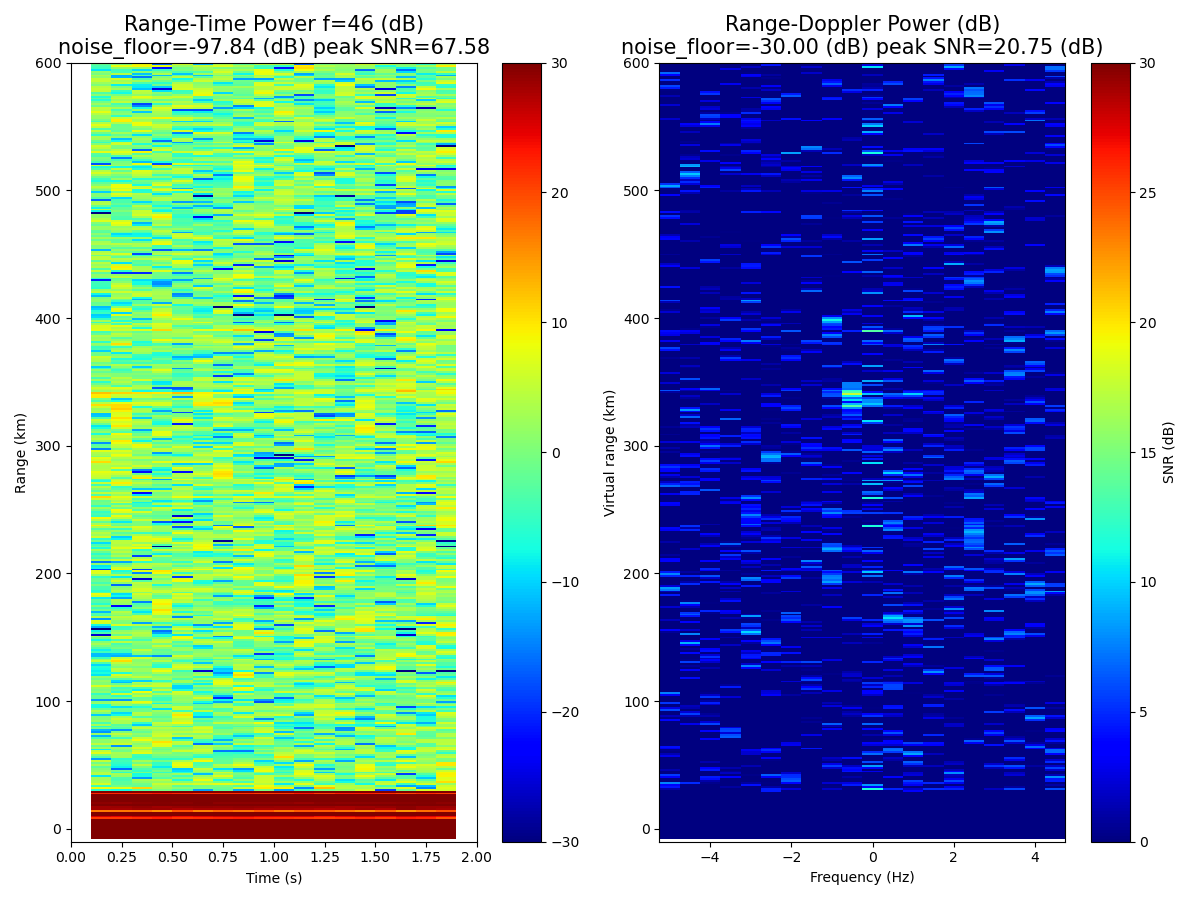 Range-Time Power f=46 (dB)
noise_floor=-97.84 (dB) peak SNR=67.58
Range (km)
600
500
400
300
200
100
0
0.00 0.25 0.50 0.75 1.00 1.25 1.50 1.75 2.00
Time (s)
30
20
10
0
−10
−20
−30
Range-Doppler Power (dB)
noise_floor=-30.00 (dB) peak SNR=20.75 (dB)
Virtual range (km)
600
500
400
300
200
100
0
−4 −2 0 2 4
Frequency (Hz)
30
25
20
15
10
5
0
SNR (dB)